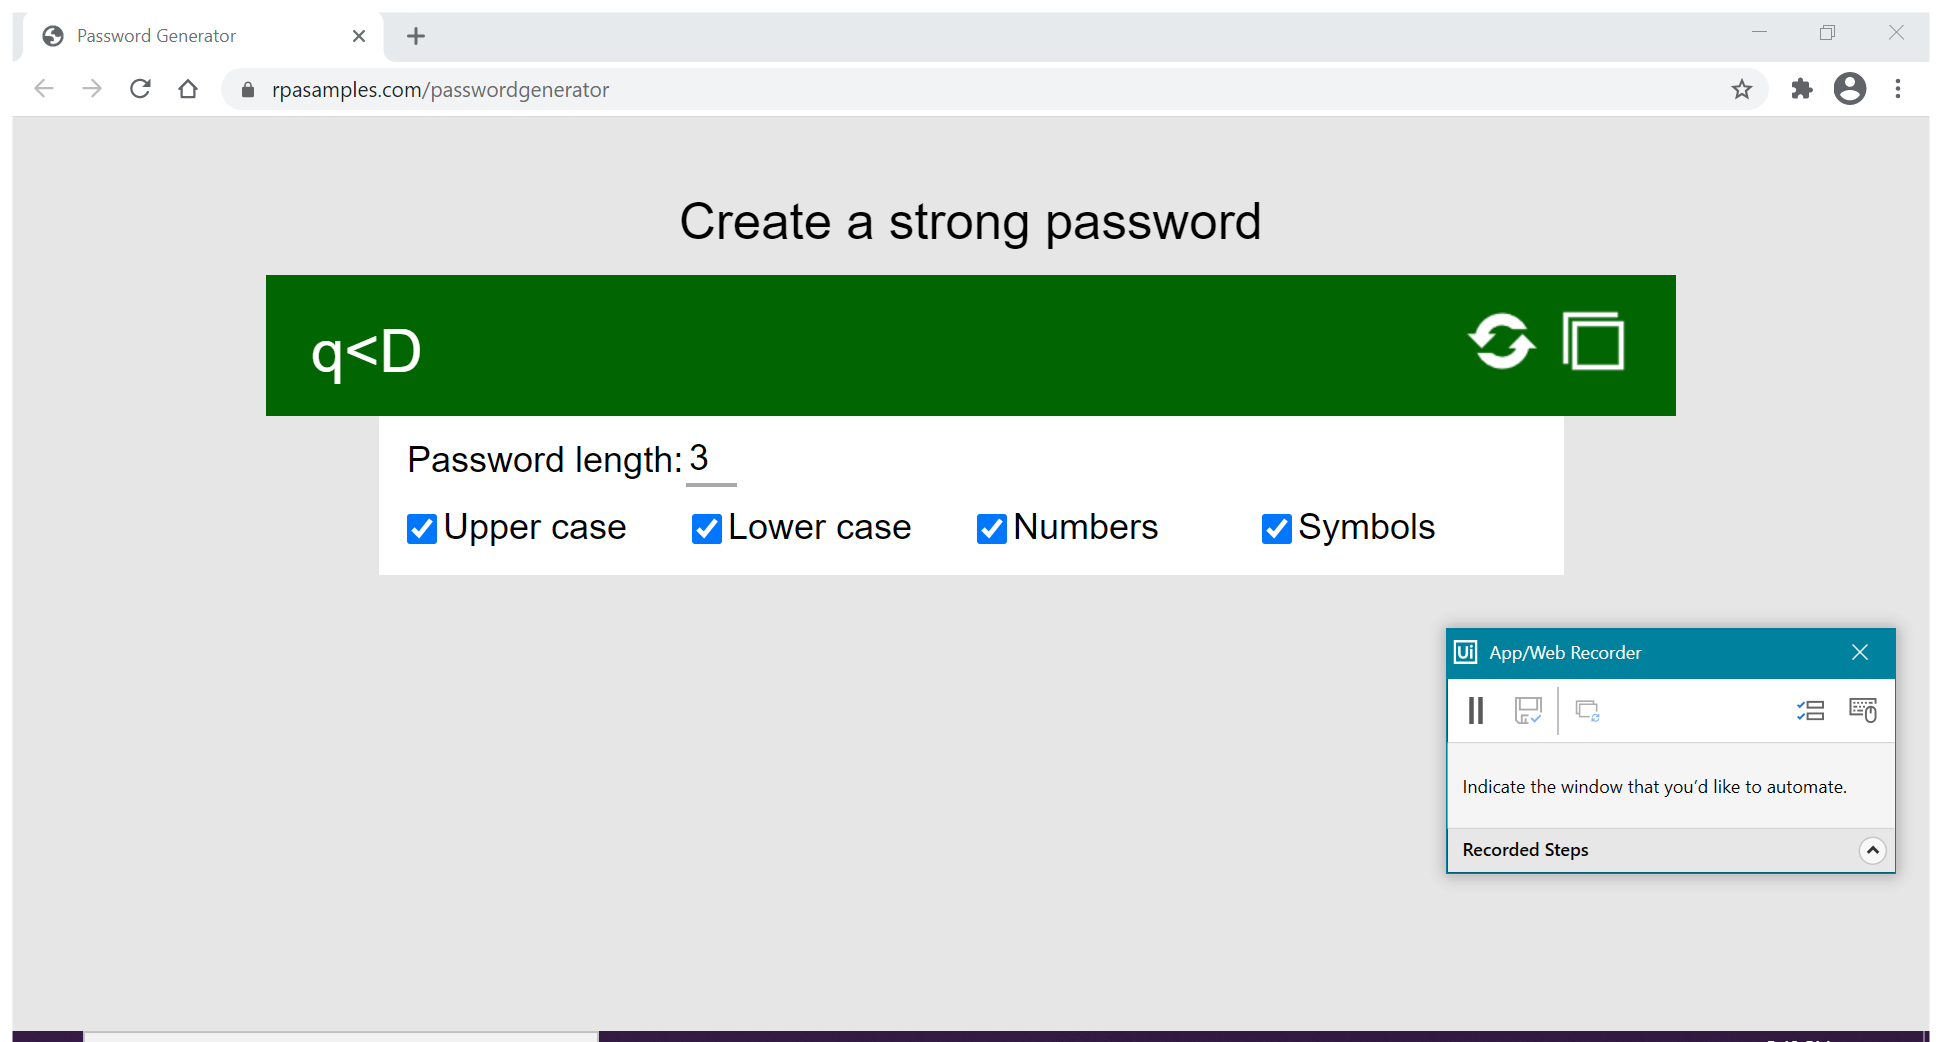 Password Generator
rpasamples.com/passwordgenerator
Create a strong password
q<D
Password length: 3
Upper case Lower case Numbers Symbols
Ui App/Web Recorder
Indicate the window that you'd like to automate.
Recorded Steps